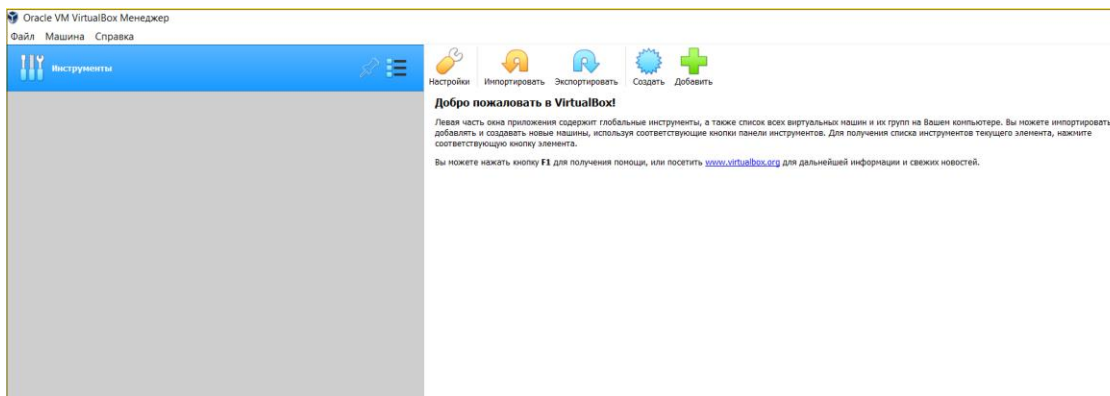 Oracle VM VirtualBox Менеджер
Файл Машина Справка
Инструменты
Настройки Импортировать Экспортировать Создать Добавить
Добро пожаловать в VirtualBox!
Левая часть окна приложения содержит глобальные инструменты, а также список всех виртуальных машин и их групп на Вашем компьютере. Вы можете импортировать
добавлять и создавать новые машины, используя соответствующие кнопки панели инструментов. Для получения списка инструментов текущего элемента, нажмите
соответствующую кнопку элемента.
Вы можете нажать кнопку F1 для получения помощи, или посетить www.virtualbox.org для дальнейшей информации и свежих новостей.